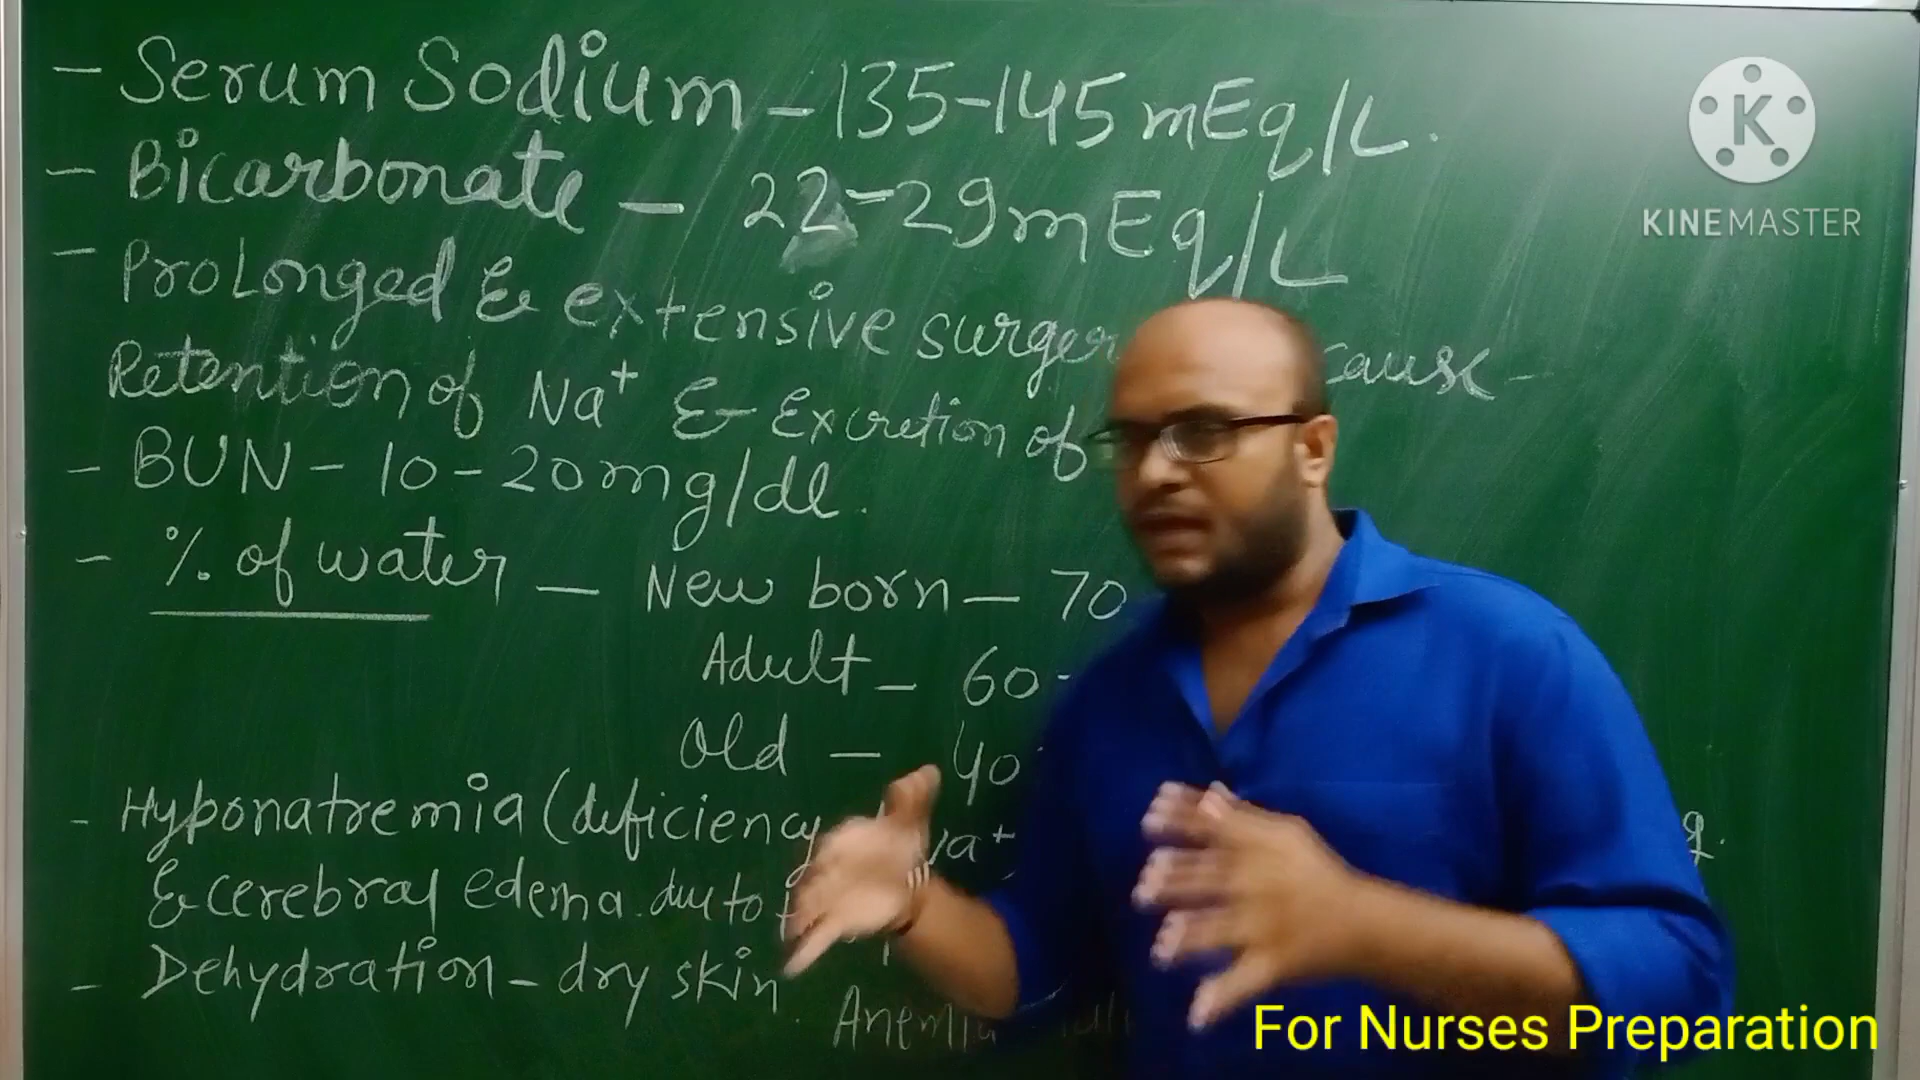 - Serum Sodium - 135-145 mEq/L.
- Bicarbonate - 22-29 mEq/L
- Prolonged & extensive surger cause -
Retention of Na+ & Excretion of
- BUN - 10-20 mg/dl.
- % of water - New born - 70
Adult - 60-
Old - 40
- Hyponatremia (deficiency Na+
& cerebral edema. due to
- Dehydration - dry skin.
Anemia
K
KINEMASTER
For Nurses Preparation